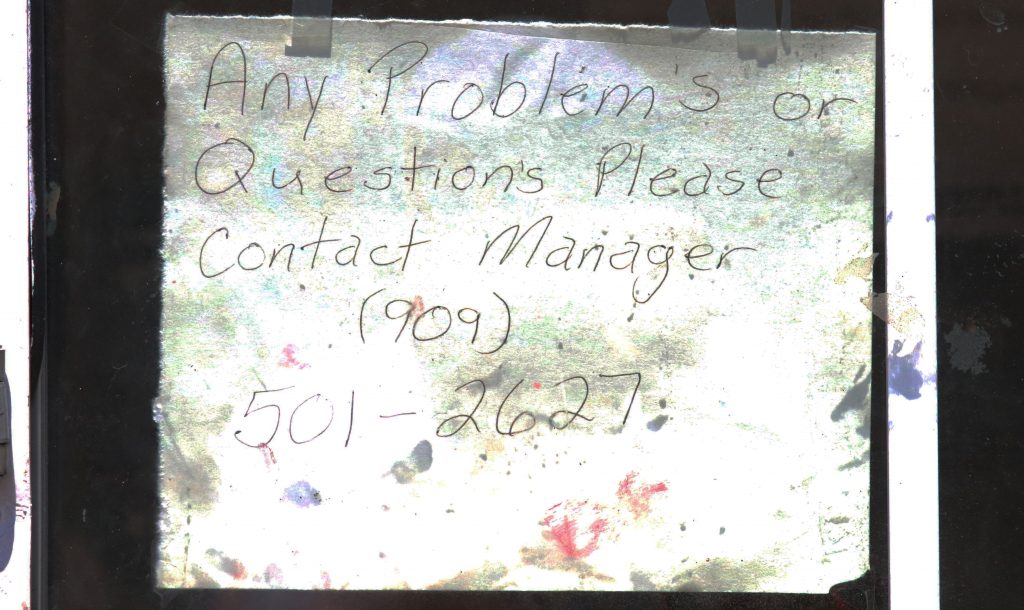 Any Problem's or
Question's Please
Contact Manager
(909)
501-2627